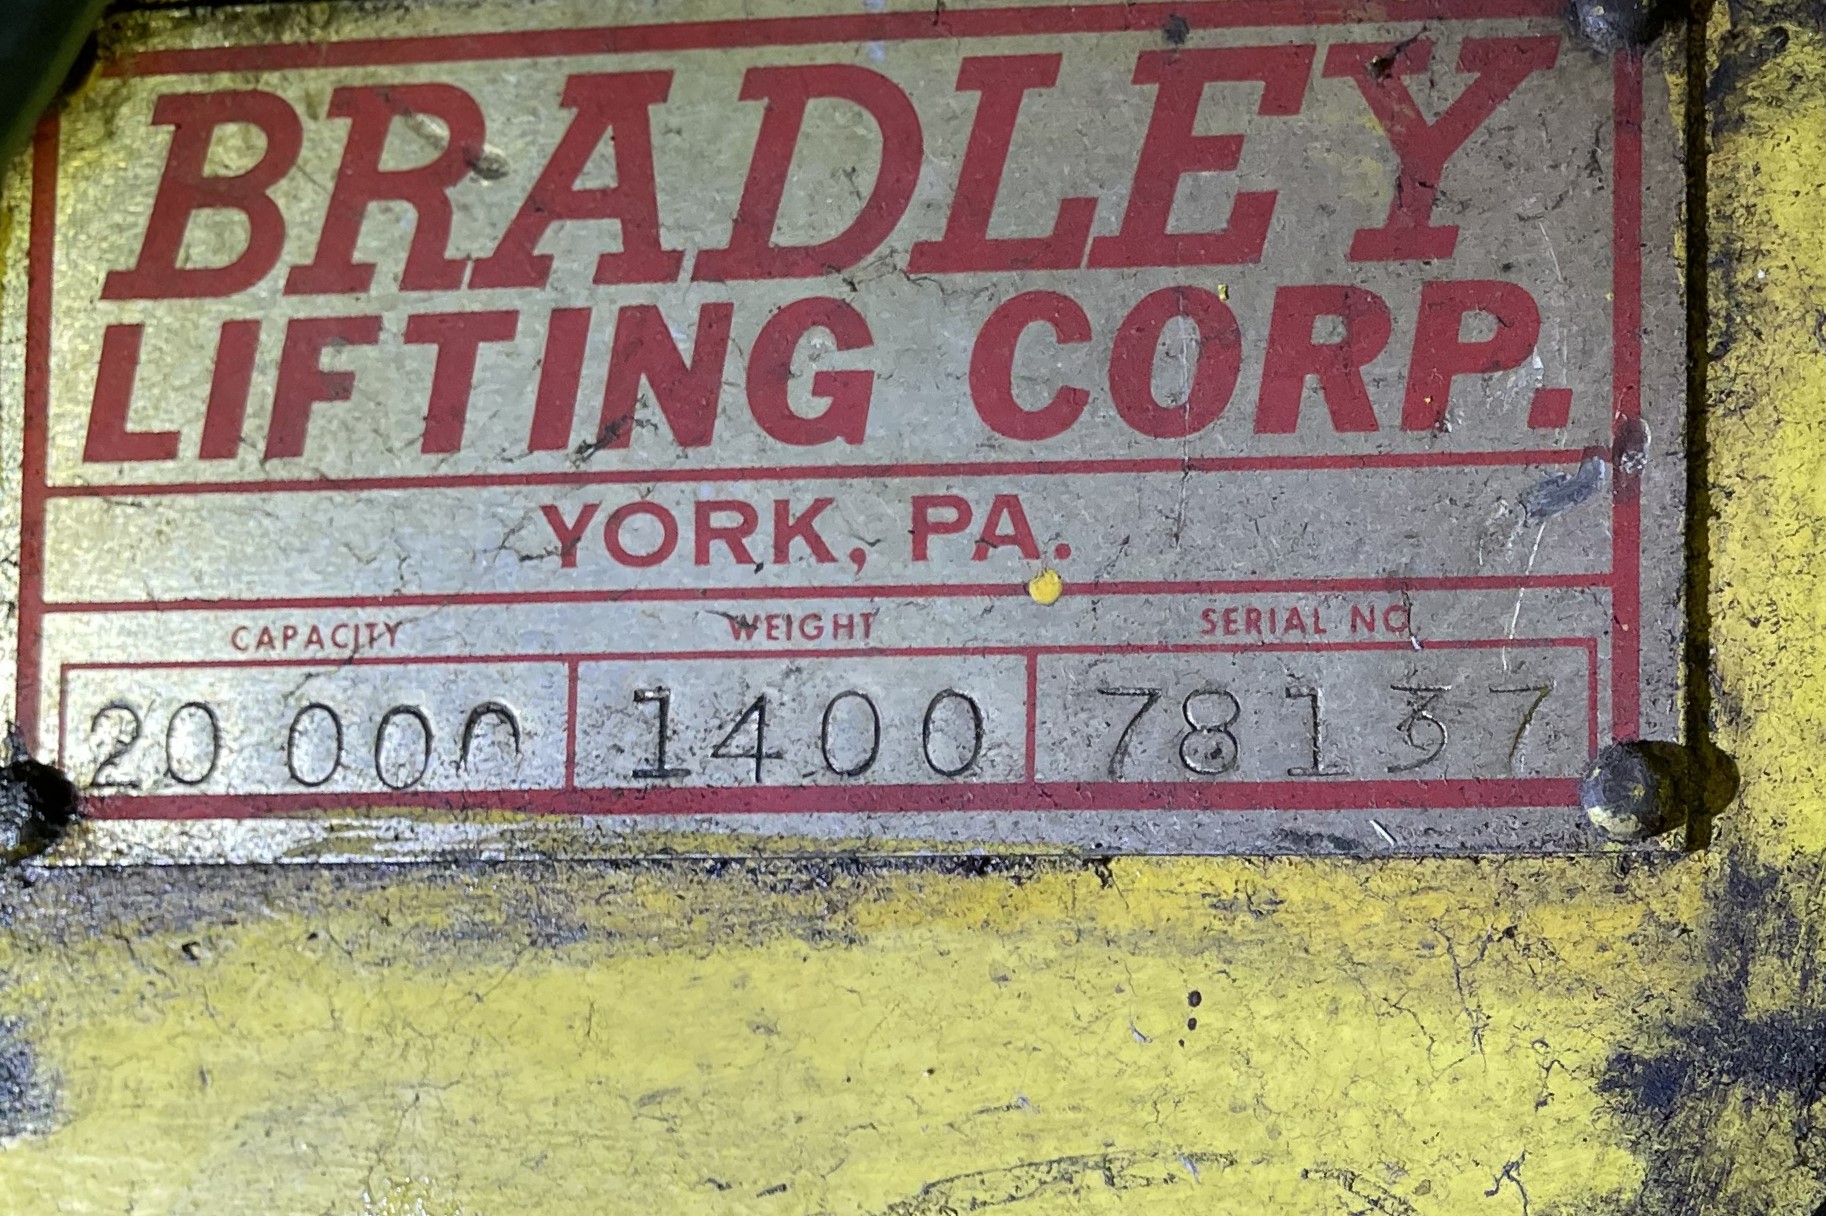 BRADLEY
LIFTING CORP.
YORK, PA.
CAPACITY WEIGHT SERIAL NO.
20 000 1400 78137